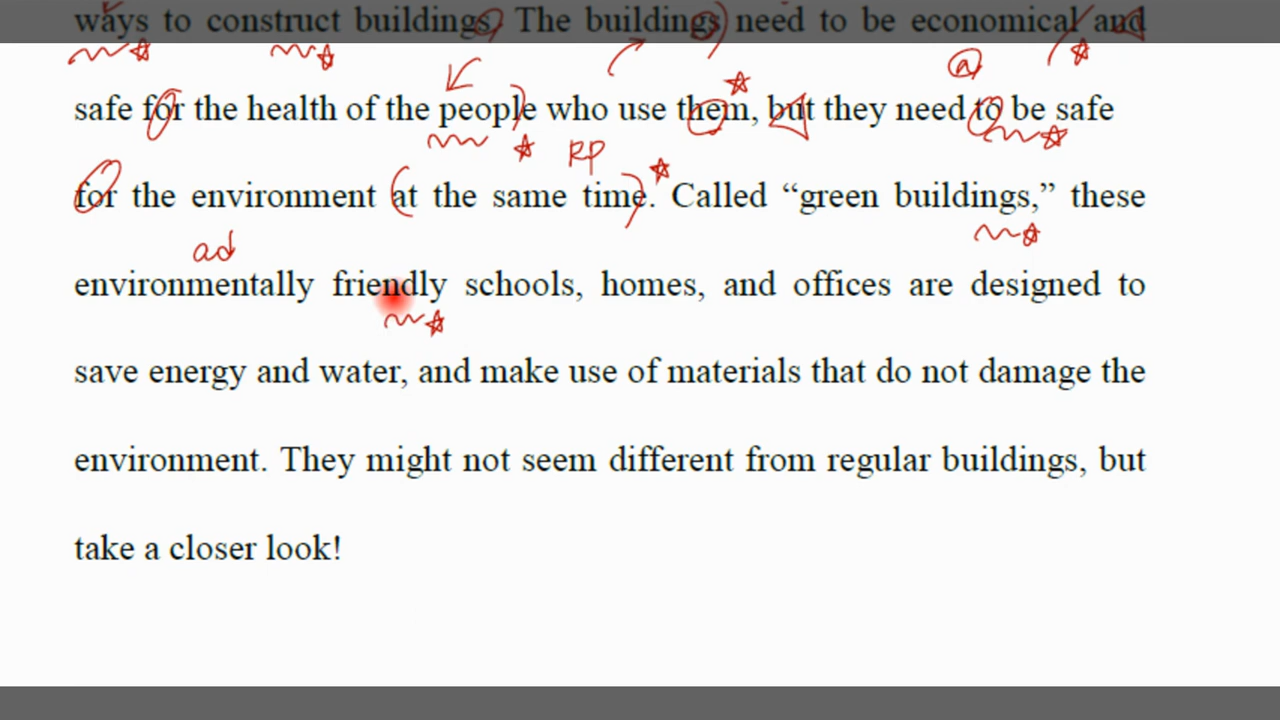 ways to construct buildings. The buildings need to be economical and
safe for the health of the people who use them, but they need to be safe
RP
for the environment at the same time. Called “green buildings,” these
ad
environmentally friendly schools, homes, and offices are designed to
save energy and water, and make use of materials that do not damage the
environment. They might not seem different from regular buildings, but
take a closer look!